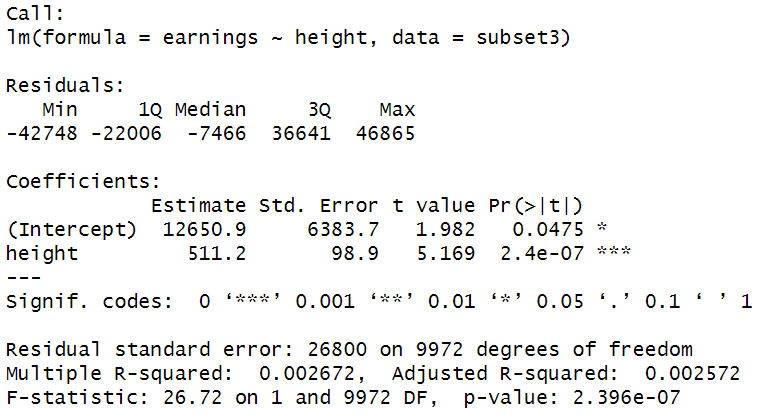 Call:
lm(formula = earnings ~ height, data = subset3)
Residuals:
   Min     1Q Median     3Q    Max
-42748 -22006  -7466  36641  46865
Coefficients:
            Estimate Std. Error t value Pr(>|t|)
(Intercept)  12650.9     6383.7   1.982   0.0475 *
height         511.2       98.9   5.169  2.4e-07 ***
---
Signif. codes:  0 ‘***’ 0.001 ‘**’ 0.01 ‘*’ 0.05 ‘.’ 0.1 ‘ ’ 1
Residual standard error: 26800 on 9972 degrees of freedom
Multiple R-squared:  0.002672,	Adjusted R-squared:  0.002572
F-statistic: 26.72 on 1 and 9972 DF,  p-value: 2.396e-07